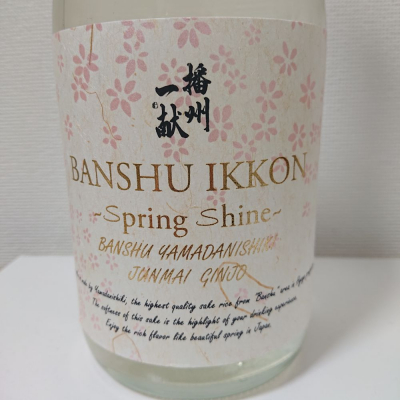 播州
一献
BANSHU IKKON
~Spring Shine~
BANSHU YAMADANISHIKI
JUNMAI GINJO
by Yamadanishiki, the highest quality sake rice from "Banshu" area
The softness of this sake is the highlight of your drinking experience.
Enjoy the rich flavor like beautiful spring in Japan.